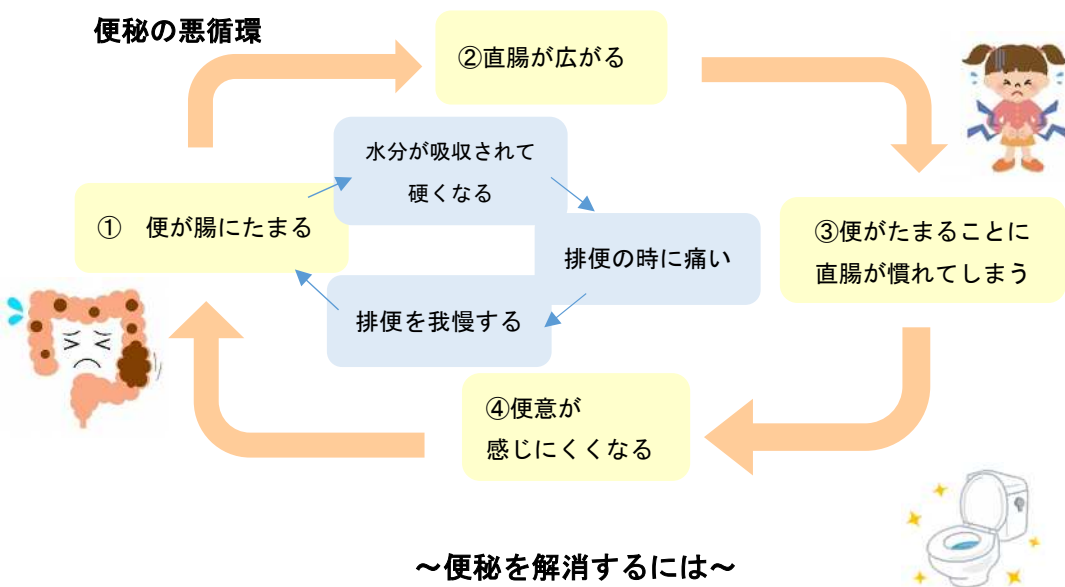 便秘の悪循環
②直腸が広がる
水分が吸収されて
硬くなる
① 便が腸にたまる
排便の時に痛い
③便がたまることに
直腸が慣れてしまう
排便を我慢する
④便意が
感じにくくなる
～便秘を解消するには～